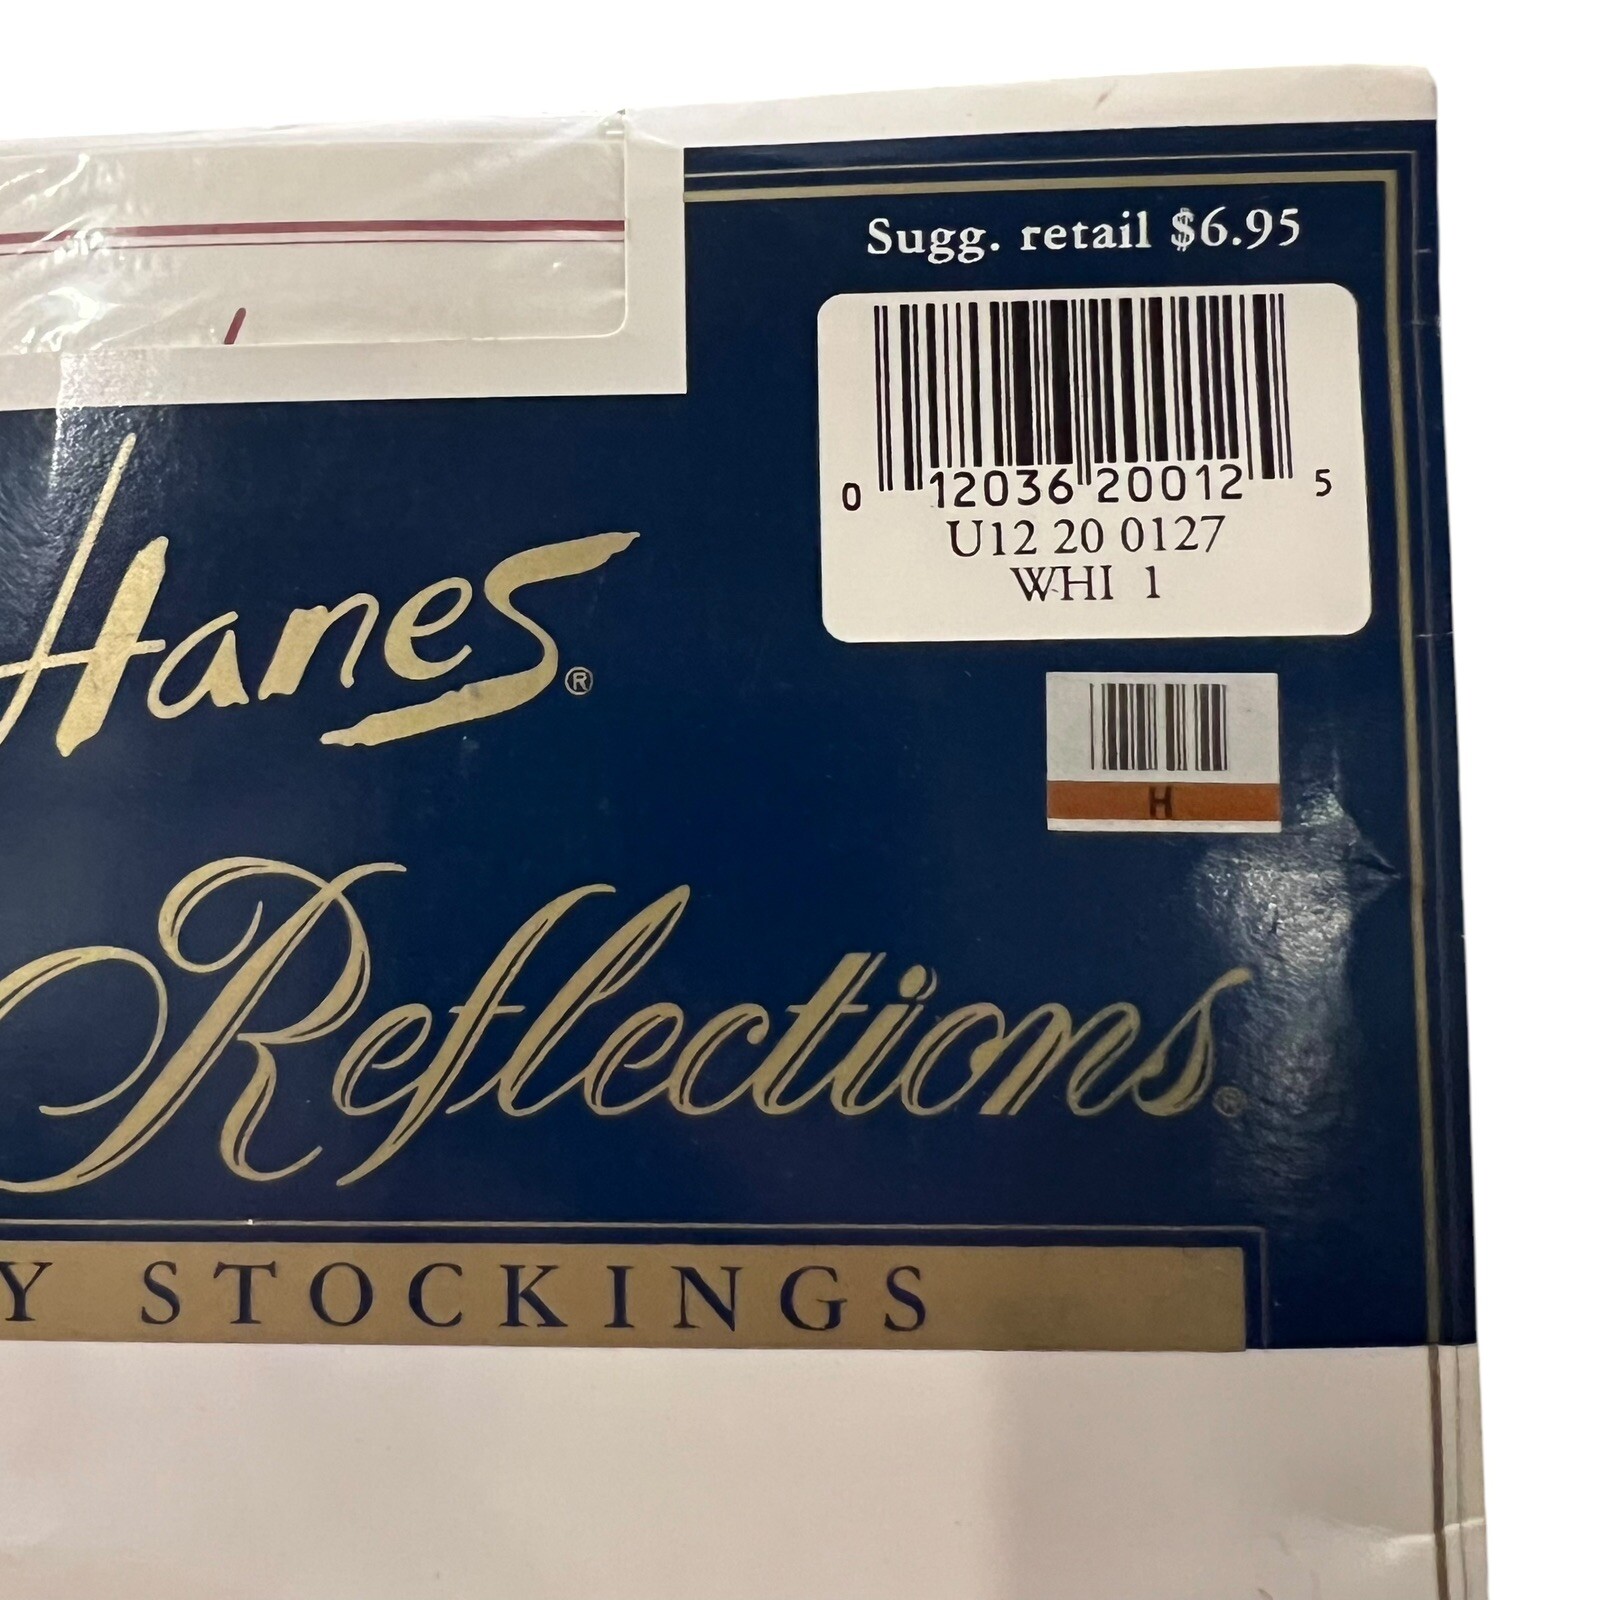 Sugg. retail $6.95
0 12036 20012 5
U12 20 0127
WHI 1
Hanes®
H
Reflections®
Y STOCKINGS